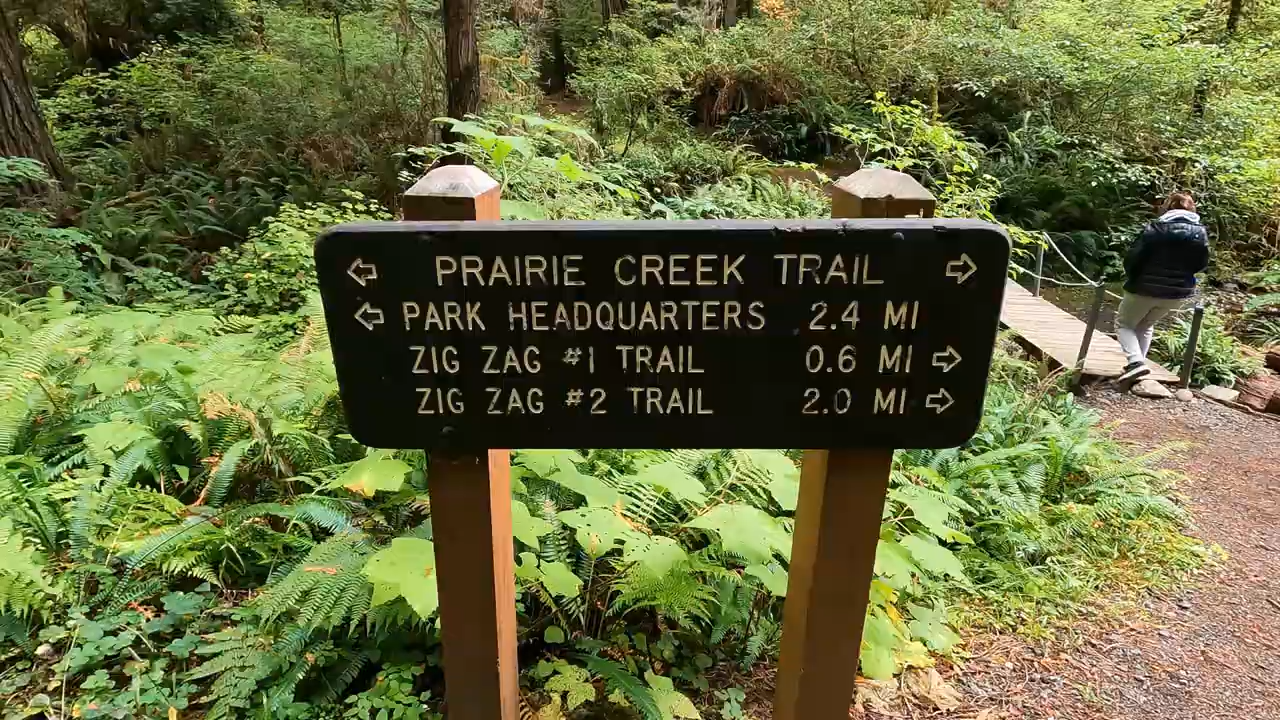 ⇦ PRAIRIE CREEK TRAIL ⇨
⇦ PARK HEADQUARTERS 2.4 MI
ZIG ZAG #1 TRAIL 0.6 MI ⇨
ZIG ZAG #2 TRAIL 2.0 MI ⇨